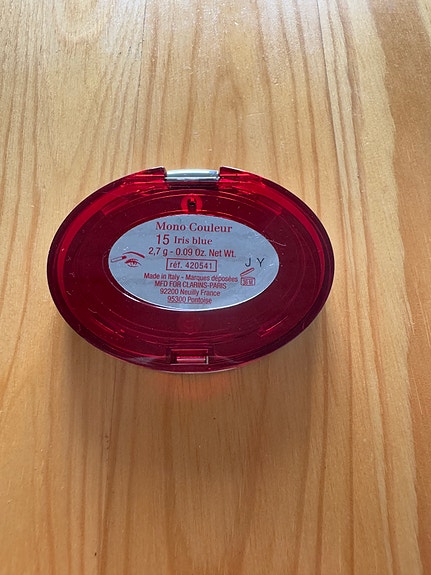 Mono Couleur
15 Iris blue
2,7 g - 0.09 Oz. Net Wt.
réf. 420541
J Y
Made in Italy - Marques déposées
MFD FOR CLARINS-PARIS
92200 Neuilly France
95300 Pontoise